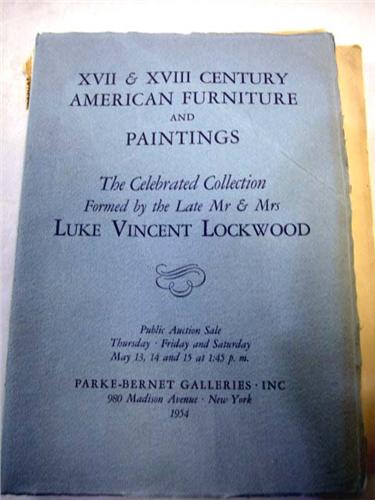 XVII & XVIII CENTURY
AMERICAN FURNITURE
AND
PAINTINGS
The Celebrated Collection
Formed by the Late Mr & Mrs
LUKE VINCENT LOCKWOOD
Public Auction Sale
Thursday · Friday and Saturday
May 13, 14 and 15 at 1:45 p. m.
PARKE-BERNET GALLERIES · INC
980 Madison Avenue · New York
1954